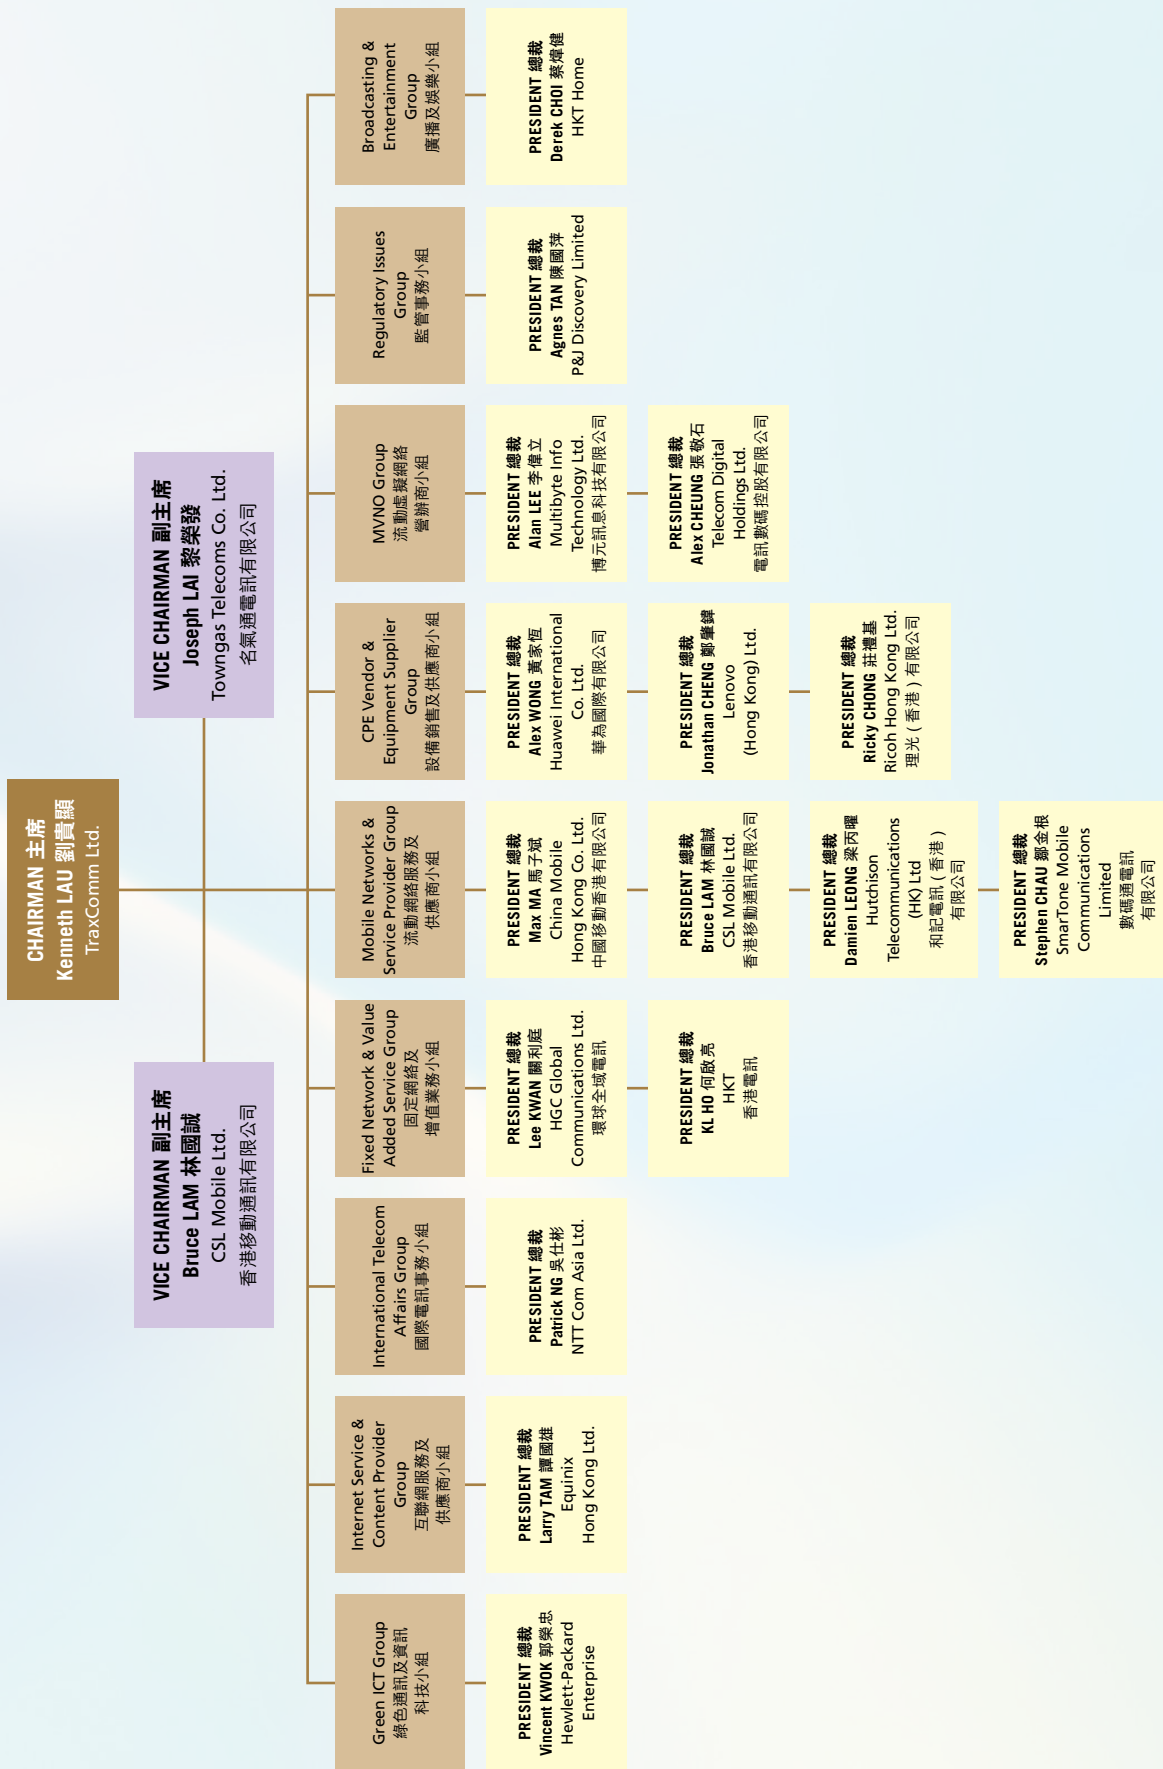 CHAIRMAN 主席
Kenneth LAU 劉貴顯
TraxComm Ltd.
VICE CHAIRMAN 副主席
Bruce LAM 林國誠
CSL Mobile Ltd.
香港移動通訊有限公司
VICE CHAIRMAN 副主席
Joseph LAI 黎榮發
Towngas Telecoms Co. Ltd.
名氣通電訊有限公司
Green ICT Group
綠色通訊及資訊
科技小組
PRESIDENT 總裁
Vincent KWOK 郭榮忠
Hewlett-Packard
Enterprise
Internet Service &
Content Provider
Group
互聯網服務及
供應商小組
PRESIDENT 總裁
Larry TAM 譚國雄
Equinix
Hong Kong Ltd.
International Telecom
Affairs Group
國際電訊事務小組
PRESIDENT 總裁
Patrick NG 吳仕彬
NTT Com Asia Ltd.
Fixed Network & Value
Added Service Group
固定網絡及
增值業務小組
PRESIDENT 總裁
Lee KWAN 關利庭
HGC Global
Communications Ltd.
環球全域電訊
PRESIDENT 總裁
KL HO 何啟亮
HKT
香港電訊
Mobile Networks &
Service Provider Group
流動網絡服務及
供應商小組
PRESIDENT 總裁
Max MA 馬子斌
China Mobile
Hong Kong Co. Ltd.
中國移動香港有限公司
PRESIDENT 總裁
Bruce LAM 林國誠
CSL Mobile Ltd.
香港移動通訊有限公司
PRESIDENT 總裁
Damien LEONG 梁丙曜
Hutchison
Telecommunications
(HK) Ltd
和記電訊 ( 香港 )
有限公司
PRESIDENT 總裁
Stephen CHAU 鄒金根
SmarTone Mobile
Communications
Limited
數碼通電訊
有限公司
CPE Vendor &
Equipment Supplier
Group
設備銷售及供應商小組
PRESIDENT 總裁
Alex WONG 黃家恆
Huawei International
Co. Ltd.
華為國際有限公司
PRESIDENT 總裁
Jonathan CHENG 鄭肇鍏
Lenovo
(Hong Kong) Ltd.
PRESIDENT 總裁
Ricky CHONG 莊禮基
Ricoh Hong Kong Ltd.
理光 ( 香港 ) 有限公司
MVNO Group
流動虛擬網絡
營辦商小組
PRESIDENT 總裁
Alan LEE 李偉立
Multibyte Info
Technology Ltd.
博元訊息科技有限公司
PRESIDENT 總裁
Alex CHEUNG 張敬石
Telecom Digital
Holdings Ltd.
電訊數碼控股有限公司
Regulatory Issues
Group
監管事務小組
PRESIDENT 總裁
Agnes TAN 陳國萍
P&J Discovery Limited
Broadcasting &
Entertainment
Group
廣播及娛樂小組
PRESIDENT 總裁
Derek CHOI 蔡煒健
HKT Home